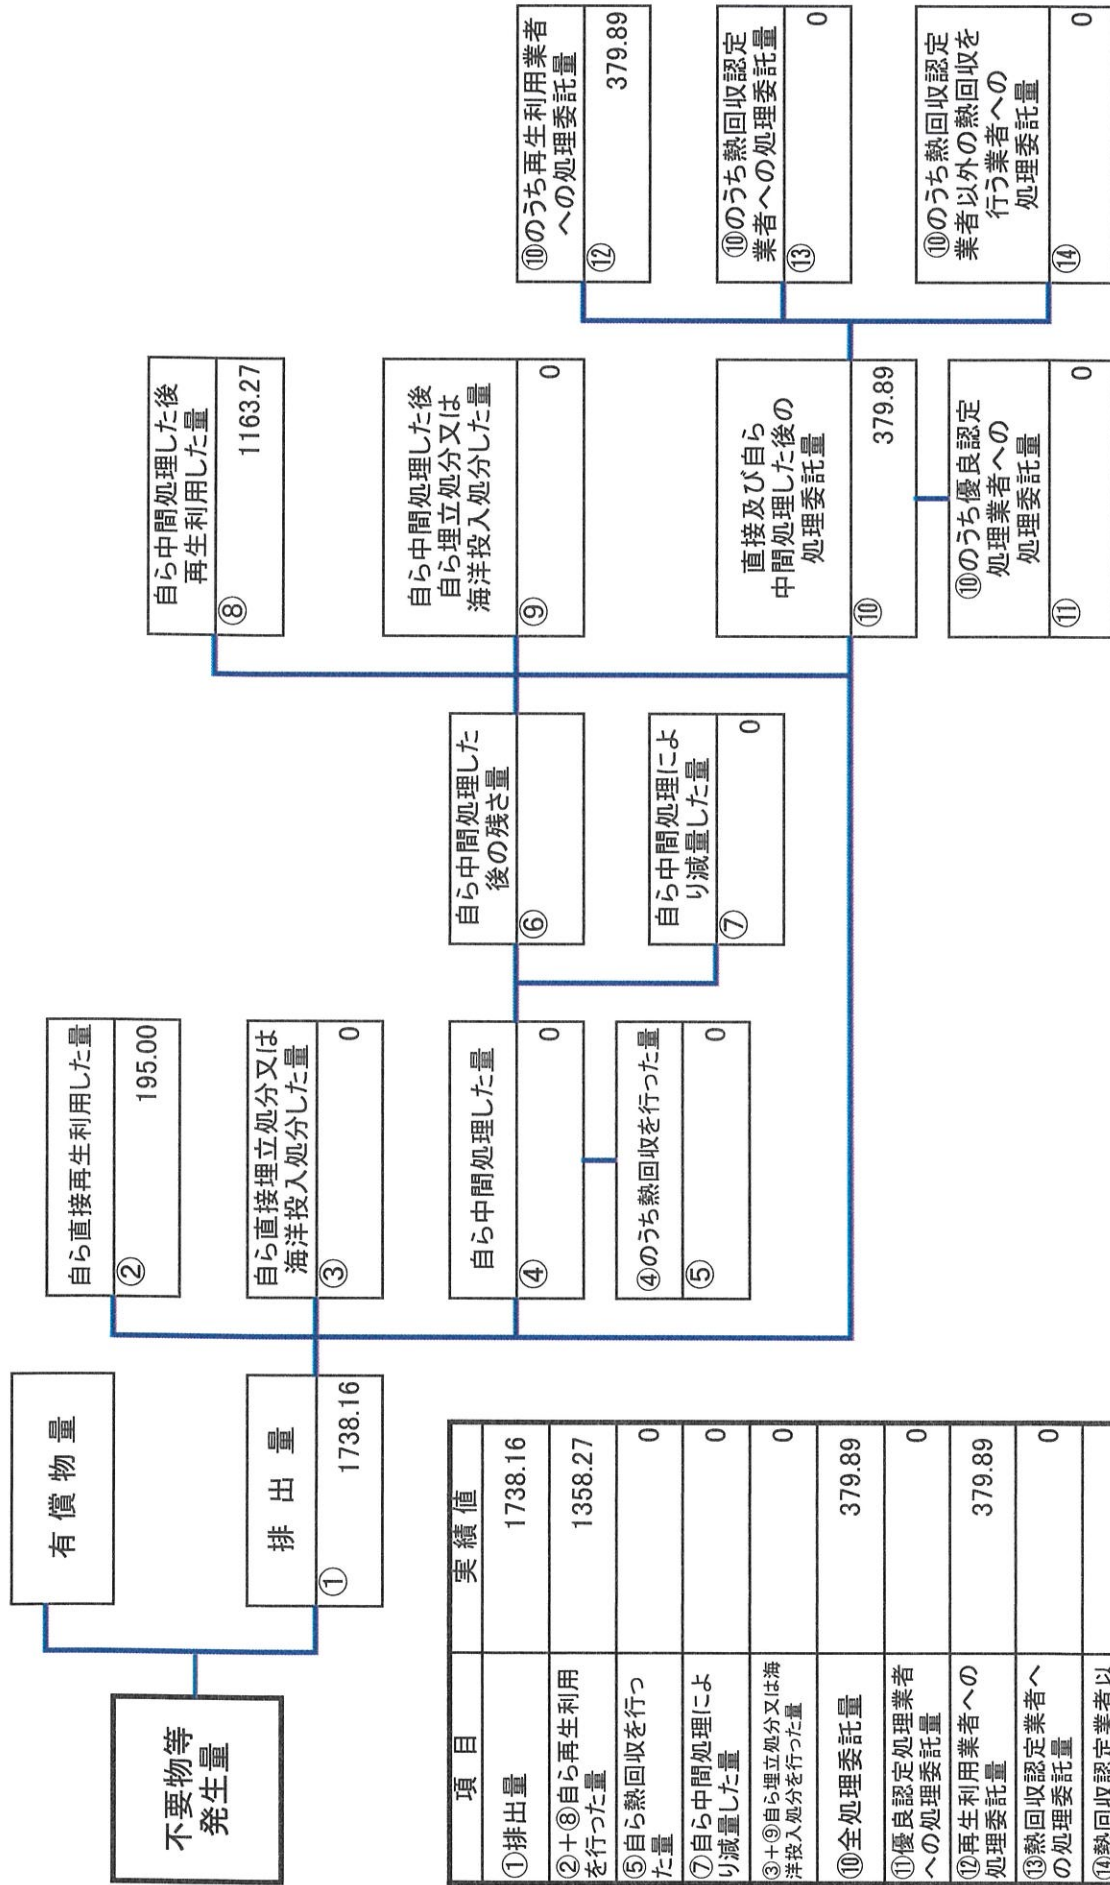 不要物等
発生量
有償物量
排出量
①
1738.16
自ら直接再生利用した量
②
195.00
自ら直接埋立処分又は
海洋投入処分した量
③
0
自ら中間処理した量
④
0
④のうち熱回収を行った量
⑤
0
自ら中間処理した
後の残さ量
⑥
自ら中間処理によ
り減量した量
⑦
0
自ら中間処理した後
再生利用した量
⑧
1163.27
自ら中間処理した後
自ら埋立処分又は
海洋投入処分した量
⑨
0
直接及び自ら
中間処理した後の
処理委託量
⑩
379.89
⑩のうち優良認定
処理業者への
処理委託量
⑪
0
⑩のうち再生利用業者
への処理委託量
⑫
379.89
⑩のうち熱回収認定
業者への処理委託量
⑬
0
⑩のうち熱回収認定
業者以外の熱回収を
行う業者への
処理委託量
⑭
0
項目 実績値
①排出量 1738.16
②+⑧自ら再生利用
を行った量
1358.27
⑤自ら熱回収を行っ
た量
0
⑦自ら中間処理によ
り減量した量
0
③+⑨自ら埋立処分又は海
洋投入処分を行った量
0
⑩全処理委託量 379.89
⑪優良認定処理業者
への処理委託量
0
⑫再生利用業者への
処理委託量
379.89
⑬熱回収認定業者へ
の処理委託量
0
⑭熱回収認定業者以